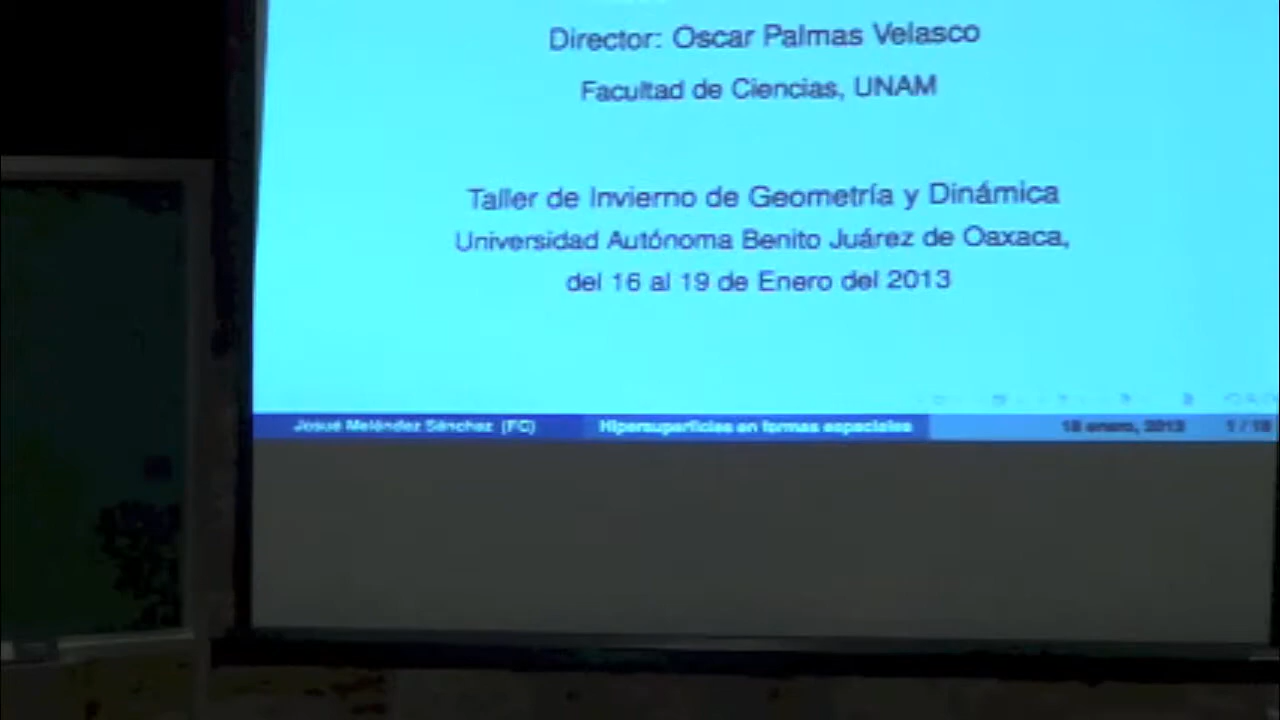 Director: Oscar Palmas Velasco
Facultad de Ciencias, UNAM
Taller de Invierno de Geometría y Dinámica
Universidad Autónoma Benito Juárez de Oaxaca,
del 16 al 19 de Enero del 2013
Josué Meléndez Sánchez (FC) Hipersuperficies en formas espaciales 18 enero, 2013 1 / 18